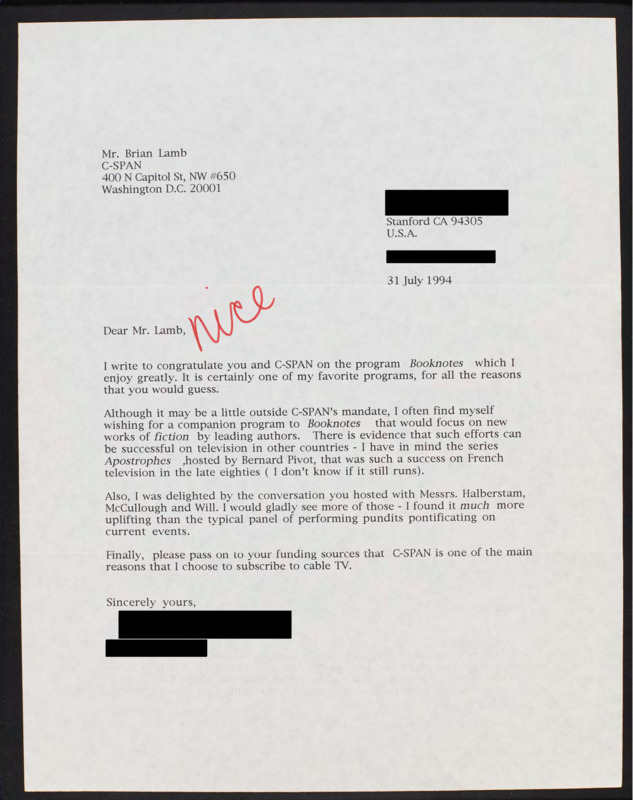 Mr. Brian Lamb
C-SPAN
400 N Capitol St, NW #650
Washington D.C. 20001
Stanford CA 94305
U.S.A.
31 July 1994
nice
Dear Mr. Lamb,
I write to congratulate you and C-SPAN on the program Booknotes which I
enjoy greatly. It is certainly one of my favorite programs, for all the reasons
that you would guess.
Although it may be a little outside C-SPAN's mandate, I often find myself
wishing for a companion program to Booknotes that would focus on new
works of fiction by leading authors. There is evidence that such efforts can
be successful on television in other countries - I have in mind the series
Apostrophes ,hosted by Bernard Pivot, that was such a success on French
television in the late eighties ( I don't know if it still runs).
Also, I was delighted by the conversation you hosted with Messrs. Halberstam,
McCullough and Will. I would gladly see more of those - I found it much more
uplifting than the typical panel of performing pundits pontificating on
current events.
Finally, please pass on to your funding sources that C-SPAN is one of the main
reasons that I choose to subscribe to cable TV.
Sincerely yours,